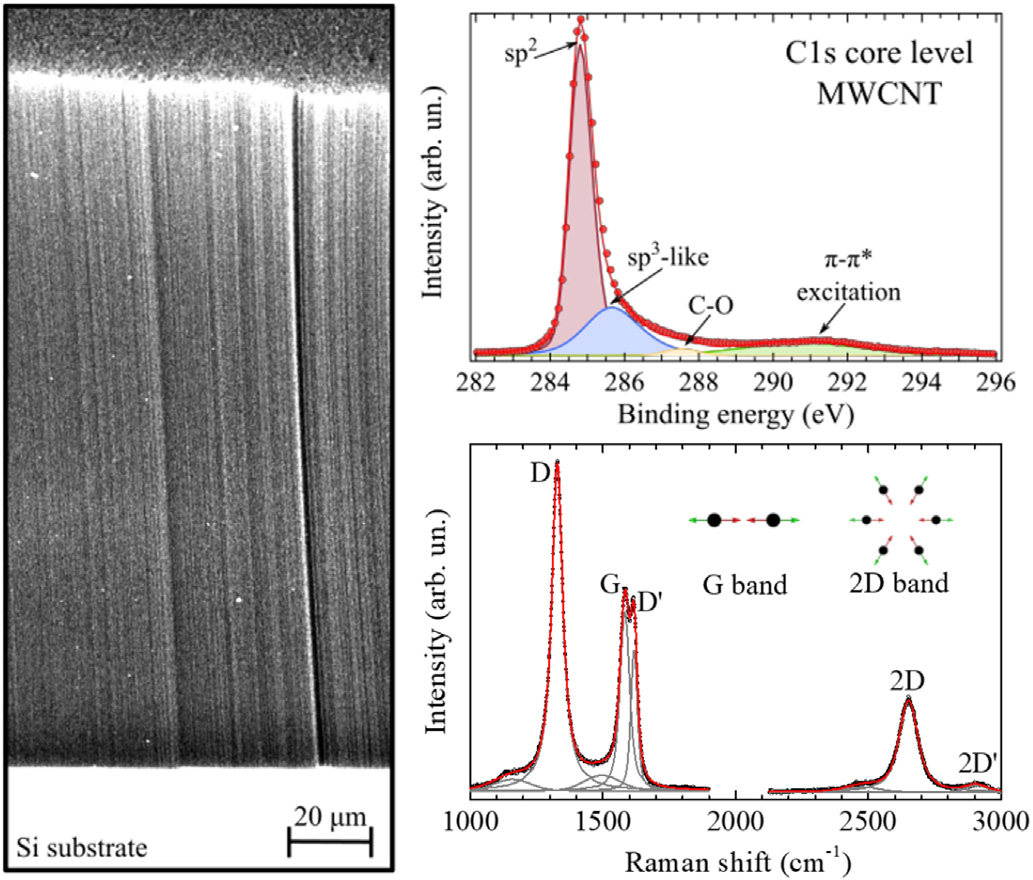 20 μm
Si substrate
C1s core level
MWCNT
sp²
sp³-like
C-O
π-π*
excitation
Intensity (arb. un.)
282 284 286 288 290 292 294 296
Binding energy (eV)
D
G
D'
2D
2D'
G band
2D band
Intensity (arb. un.)
1000 1500 2000 2500 3000
Raman shift (cm⁻¹)